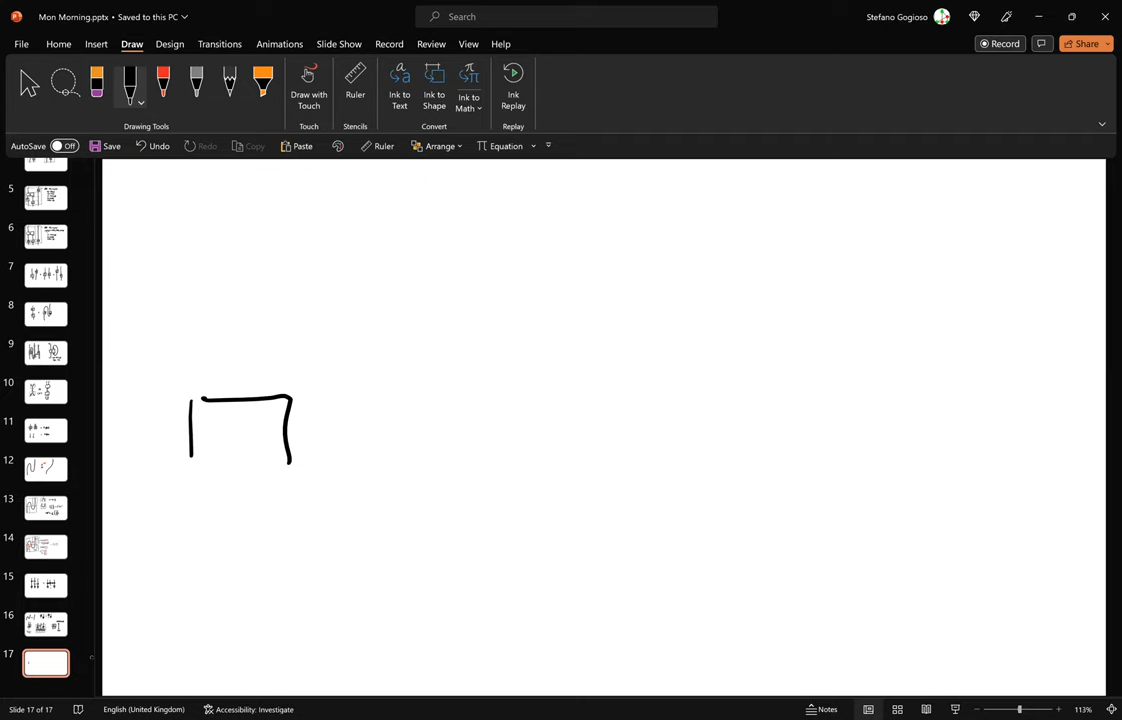 Mon Morning.pptx • Saved to this PC
Search
Stefano Gogioso
File Home Insert Draw Design Transitions Animations Slide Show Record Review View Help
Record Share
Draw with Touch
Ruler
Ink to Text
Ink to Shape
Ink to Math
Ink Replay
Drawing Tools Touch Stencils Convert Replay
AutoSave Off Save Undo Redo Copy Paste Ruler Arrange Equation
5
6
7
8
9
10
11
12
13
14
15
16
17
Slide 17 of 17 English (United Kingdom) Accessibility: Investigate Notes 113%